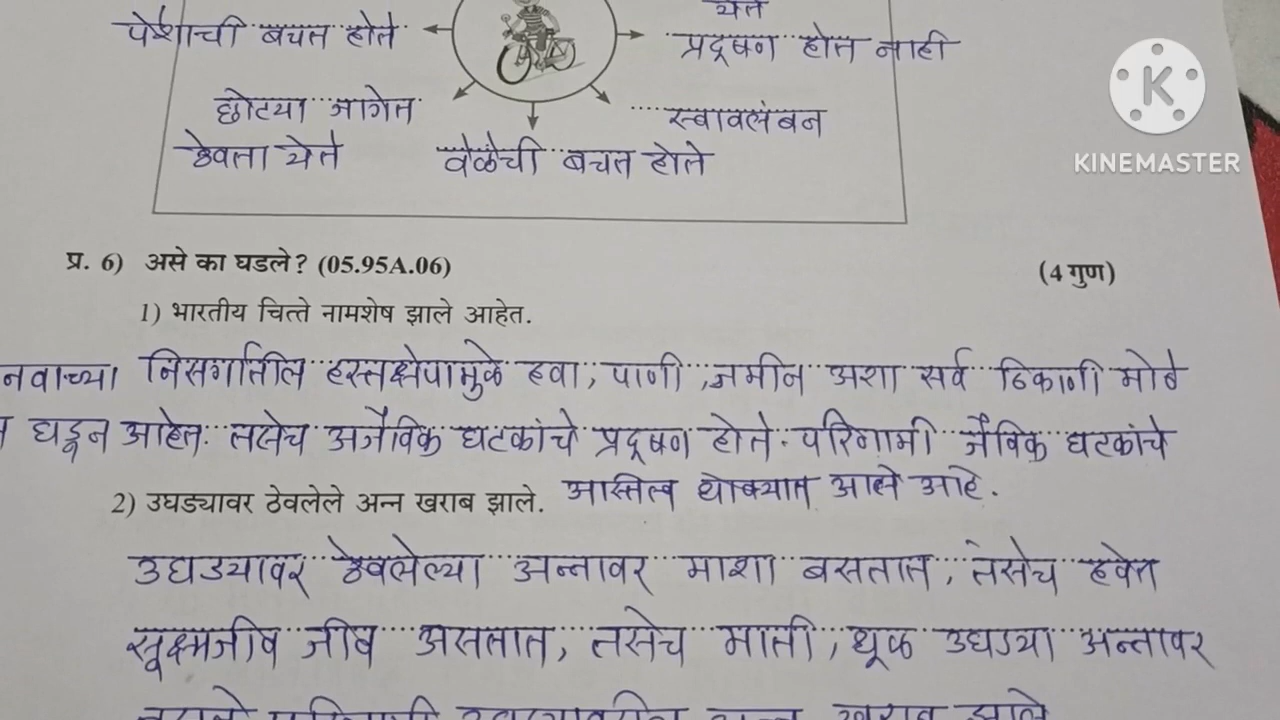 येते
पैशाची बचत होते
प्रदूषण होत नाही
छोट्या जागेत
ठेवता येते
स्वावलंबन
वेळेची बचत होते
KINEMASTER
प्र. 6) असे का घडले? (05.95A.06) (4 गुण)
1) भारतीय चित्ते नामशेष झाले आहेत.
नवाच्या निसर्गातील हस्तक्षेपामुळे हवा, पाणी, जमीन अशा सर्व ठिकाणी मोठे
घडून आहेत. तसेच अजैविक घटकांचे प्रदूषण होते. परिणामी जैविक घटकांचे
अस्तित्व धोक्यात आले आहे.
2) उघड्यावर ठेवलेले अन्न खराब झाले.
उघड्यावर ठेवलेल्या अन्नावर माशा बसतात, तसेच हवेत
सूक्ष्मजीव जीव असतात, तसेच माती, धूळ उघड्या अन्नावर
अन्न खराब झाले